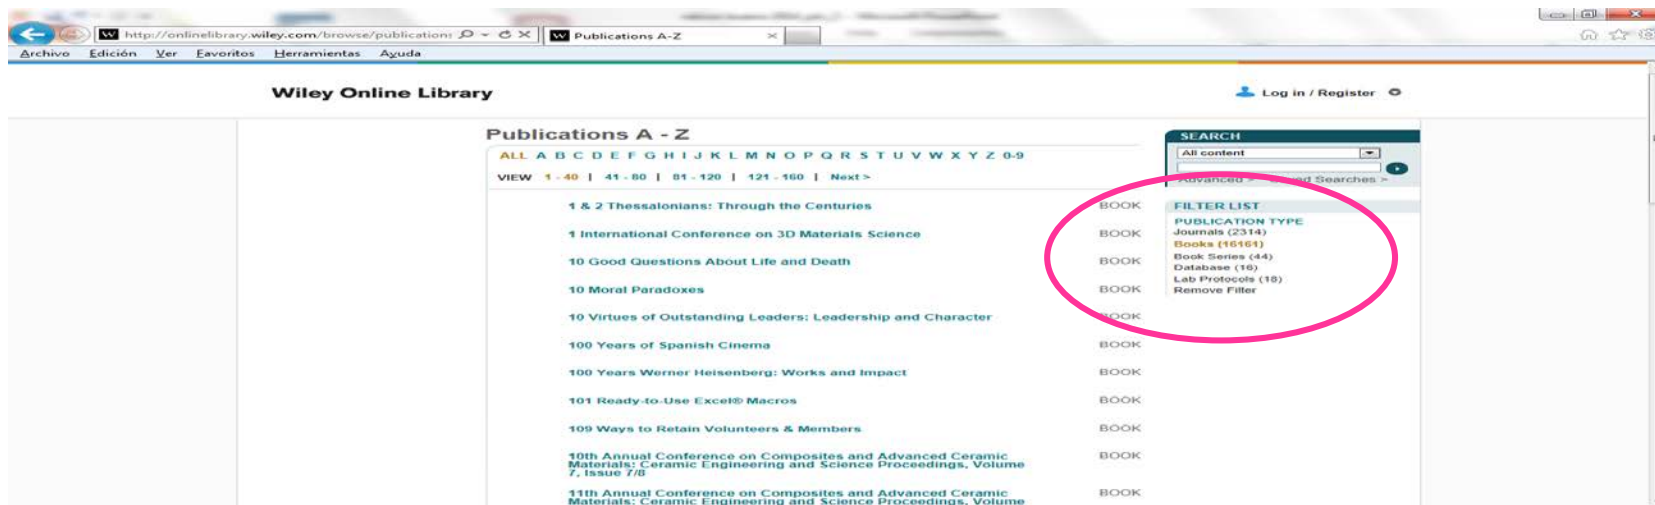 http://onlinelibrary.wiley.com/browse/publications
Publications A-Z
Archivo Edición Ver Favoritos Herramientas Ayuda
Wiley Online Library
Log in / Register
Publications A - Z
ALL A B C D E F G H I J K L M N O P Q R S T U V W X Y Z 0-9
VIEW 1 - 40 | 41 - 80 | 81 - 120 | 121 - 160 | Next >
1 & 2 Thessalonians: Through the Centuries BOOK
1 International Conference on 3D Materials Science BOOK
10 Good Questions About Life and Death BOOK
10 Moral Paradoxes BOOK
10 Virtues of Outstanding Leaders: Leadership and Character BOOK
100 Years of Spanish Cinema BOOK
100 Years Werner Heisenberg: Works and Impact BOOK
101 Ready-to-Use Excel® Macros BOOK
109 Ways to Retain Volunteers & Members BOOK
10th Annual Conference on Composites and Advanced Ceramic BOOK
Materials: Ceramic Engineering and Science Proceedings, Volume
7, Issue 7/8
11th Annual Conference on Composites and Advanced Ceramic BOOK
Materials: Ceramic Engineering and Science Proceedings, Volume
SEARCH
All content
Advanced > Saved Searches >
FILTER LIST
PUBLICATION TYPE
Journals (2314)
Books (16161)
Book Series (44)
Database (16)
Lab Protocols (18)
Remove Filter